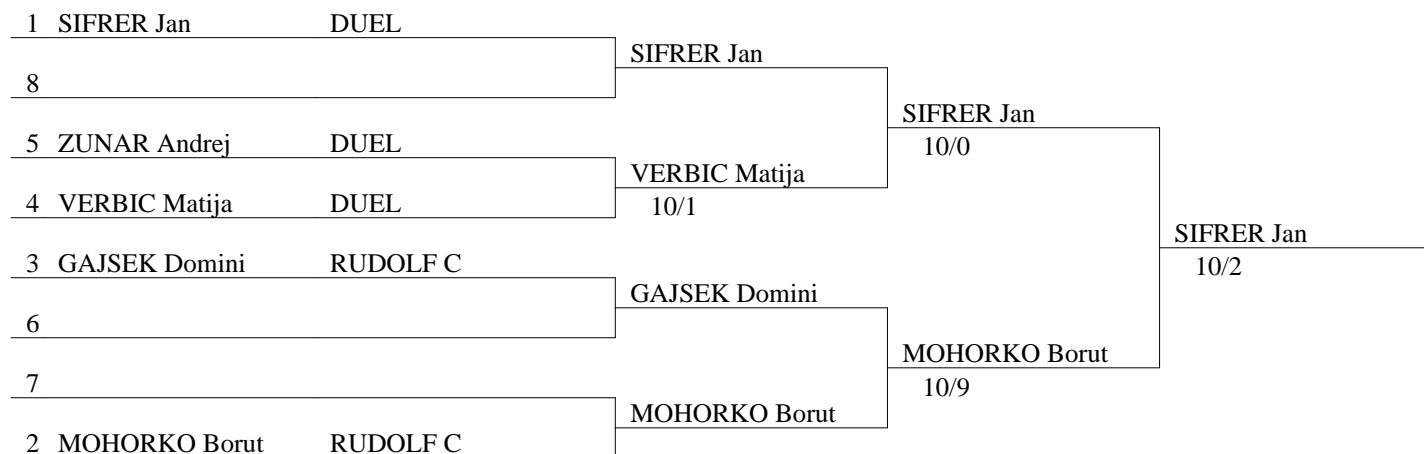 1 SIFRER Jan DUEL
SIFRER Jan
8
SIFRER Jan
5 ZUNAR Andrej DUEL
10/0
VERBIC Matija
4 VERBIC Matija DUEL
10/1
SIFRER Jan
3 GAJSEK Domini RUDOLF C
10/2
GAJSEK Domini
6
MOHORKO Borut
7
10/9
MOHORKO Borut
2 MOHORKO Borut RUDOLF C